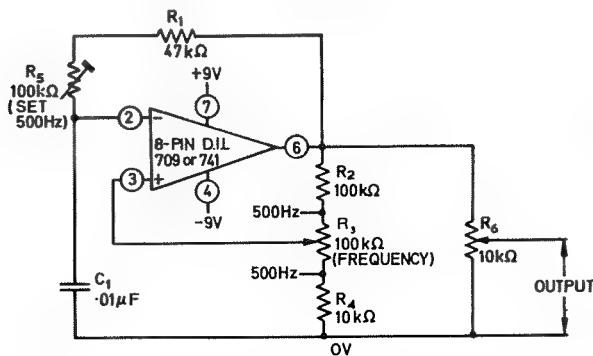 R1
47kΩ
R5
100kΩ
(SET
500Hz)
+9V
7
2
-
8-PIN D.I.L
709 or 741
6
3
+
4
-9V
R2
100kΩ
500Hz
R3
100kΩ
(FREQUENCY)
500Hz
R4
10kΩ
R6
10kΩ
OUTPUT
C1
·01µF
0V